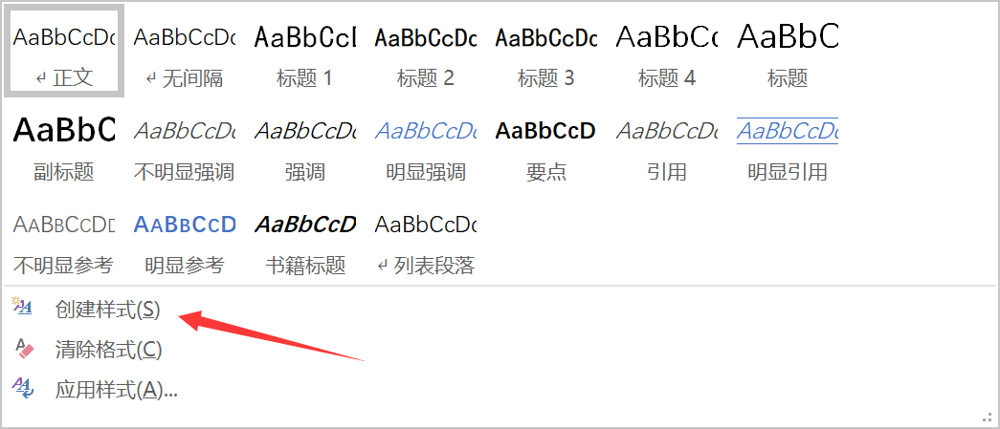 AaBbCcDc AaBbCcDc AaBbCcI AaBbCcDc AaBbCcDc AaBbCc AaBbC
↵ 正文 ↵ 无间隔 标题 1 标题 2 标题 3 标题 4 标题
AaBbC AaBbCcDc AaBbCcDc AaBbCcDc AaBbCcD AaBbCcDc AaBbCcDc
副标题 不明显强调 强调 明显强调 要点 引用 明显引用
AABBCCDD AABBCCD AaBbCcD AaBbCcDc
不明显参考 明显参考 书籍标题 ↵ 列表段落
创建样式(S)
清除格式(C)
应用样式(A)...